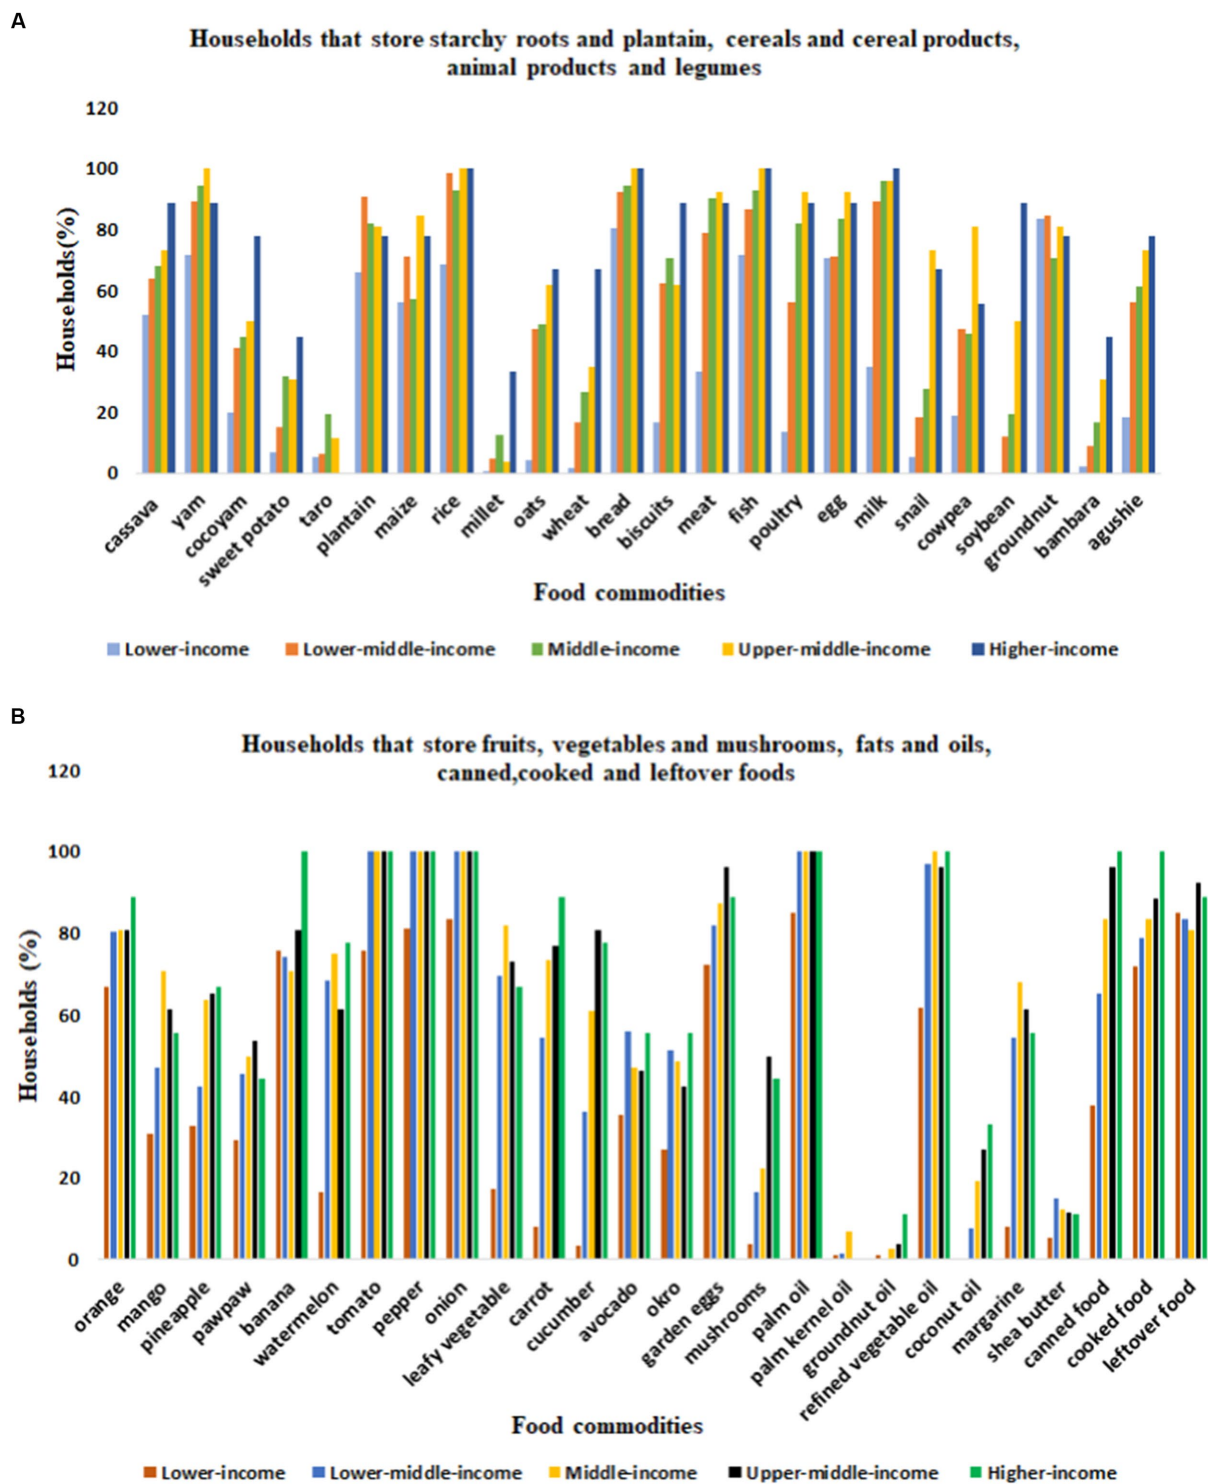 A
Households that store starchy roots and plantain, cereals and cereal products,
animal products and legumes
120
100
80
60
40
20
0
Households(%)
cassava
yam
cocoyam
sweet potato
taro
plantain
maize
rice
millet
oats
wheat
bread
biscuits
meat
fish
poultry
egg
milk
snail
cowpea
soybean
groundnut
bambara
agushie
Food commodities
Lower-income Lower-middle-income Middle-income Upper-middle-income Higher-income
B
Households that store fruits, vegetables and mushrooms, fats and oils,
canned,cooked and leftover foods
120
100
80
60
40
20
0
Households (%)
orange
mango
pineapple
pawpaw
banana
watermelon
tomato
pepper
onion
leafy vegetable
carrot
cucumber
avocado
okro
garden eggs
mushrooms
palm oil
palm kernel oil
groundnut oil
refined vegetable oil
coconut oil
margarine
shea butter
canned food
cooked food
leftover food
Food commodities
Lower-income Lower-middle-income Middle-income Upper-middle-income Higher-income